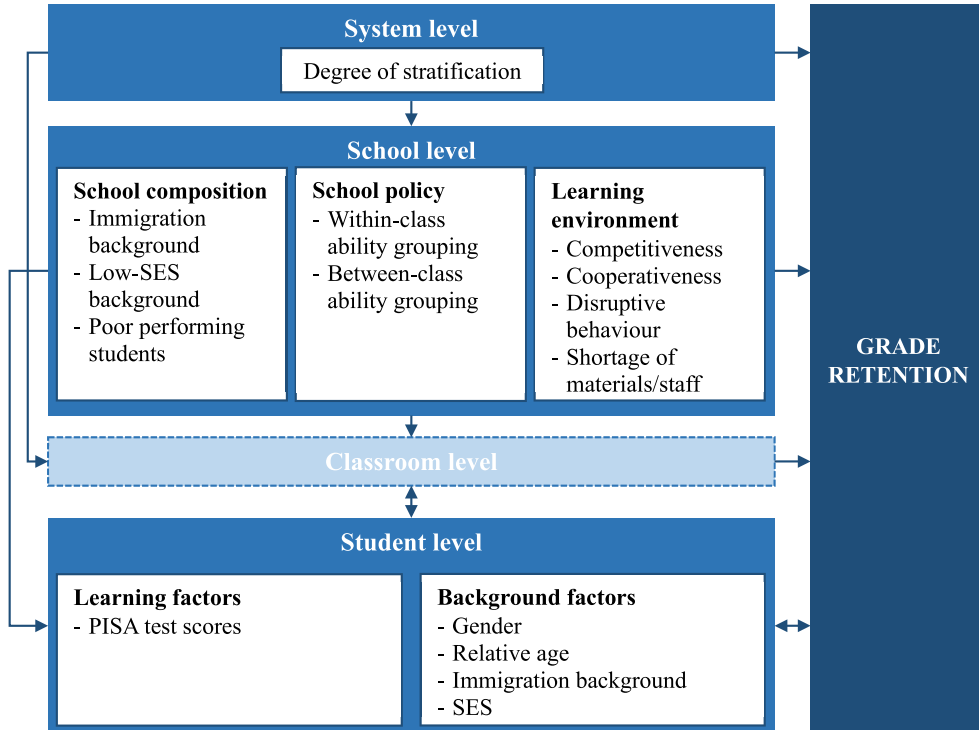 System level
Degree of stratification
School level
School composition
- Immigration
background
- Low-SES
background
- Poor performing
students
School policy
- Within-class
ability grouping
- Between-class
ability grouping
Learning
environment
- Competitiveness
- Cooperativeness
- Disruptive
behaviour
- Shortage of
materials/staff
GRADE
RETENTION
Classroom level
Student level
Learning factors
- PISA test scores
Background factors
- Gender
- Relative age
- Immigration background
- SES